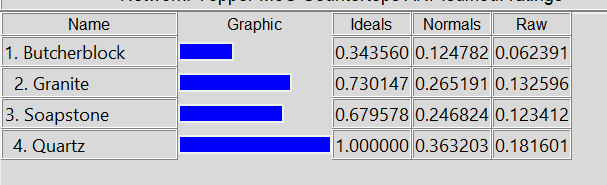 Name Graphic Ideals Normals Raw
1. Butcherblock 0.343560 0.124782 0.062391
2. Granite 0.730147 0.265191 0.132596
3. Soapstone 0.679578 0.246824 0.123412
4. Quartz 1.000000 0.363203 0.181601